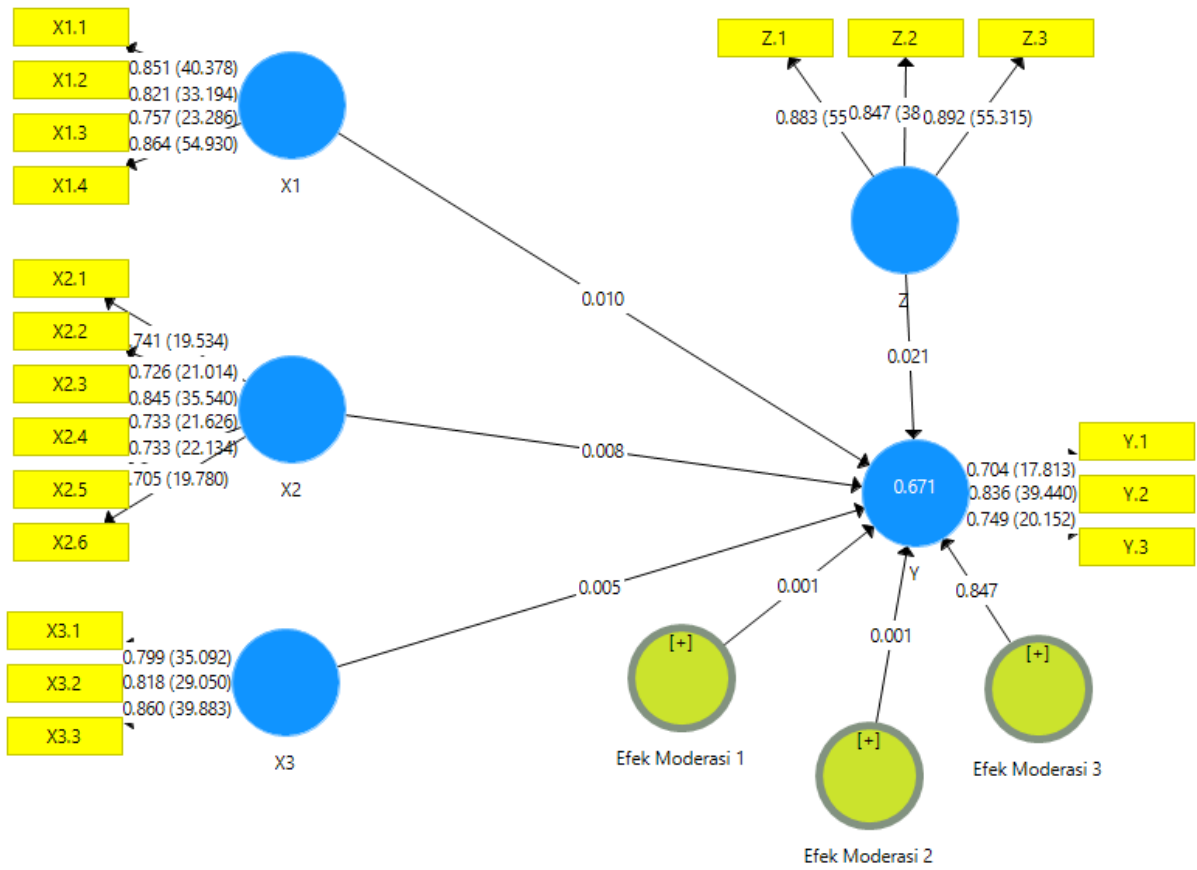 X1.1
X1.2
X1.3
X1.4
0.851 (40.378)
0.821 (33.194)
0.757 (23.286)
0.864 (54.930)
X1
Z.1
Z.2
Z.3
0.883 (55
0.847 (38
0.892 (55.315)
Z
0.010
0.021
X2.1
X2.2
X2.3
X2.4
X2.5
X2.6
.741 (19.534)
0.726 (21.014)
0.845 (35.540)
0.733 (21.626)
0.733 (22.134)
.705 (19.780)
X2
0.008
0.671
Y
0.704 (17.813)
0.836 (39.440)
0.749 (20.152)
Y.1
Y.2
Y.3
X3.1
X3.2
X3.3
0.799 (35.092)
0.818 (29.050)
0.860 (39.883)
X3
0.005
0.001
0.001
0.847
[+]
Efek Moderasi 1
[+]
Efek Moderasi 2
[+]
Efek Moderasi 3